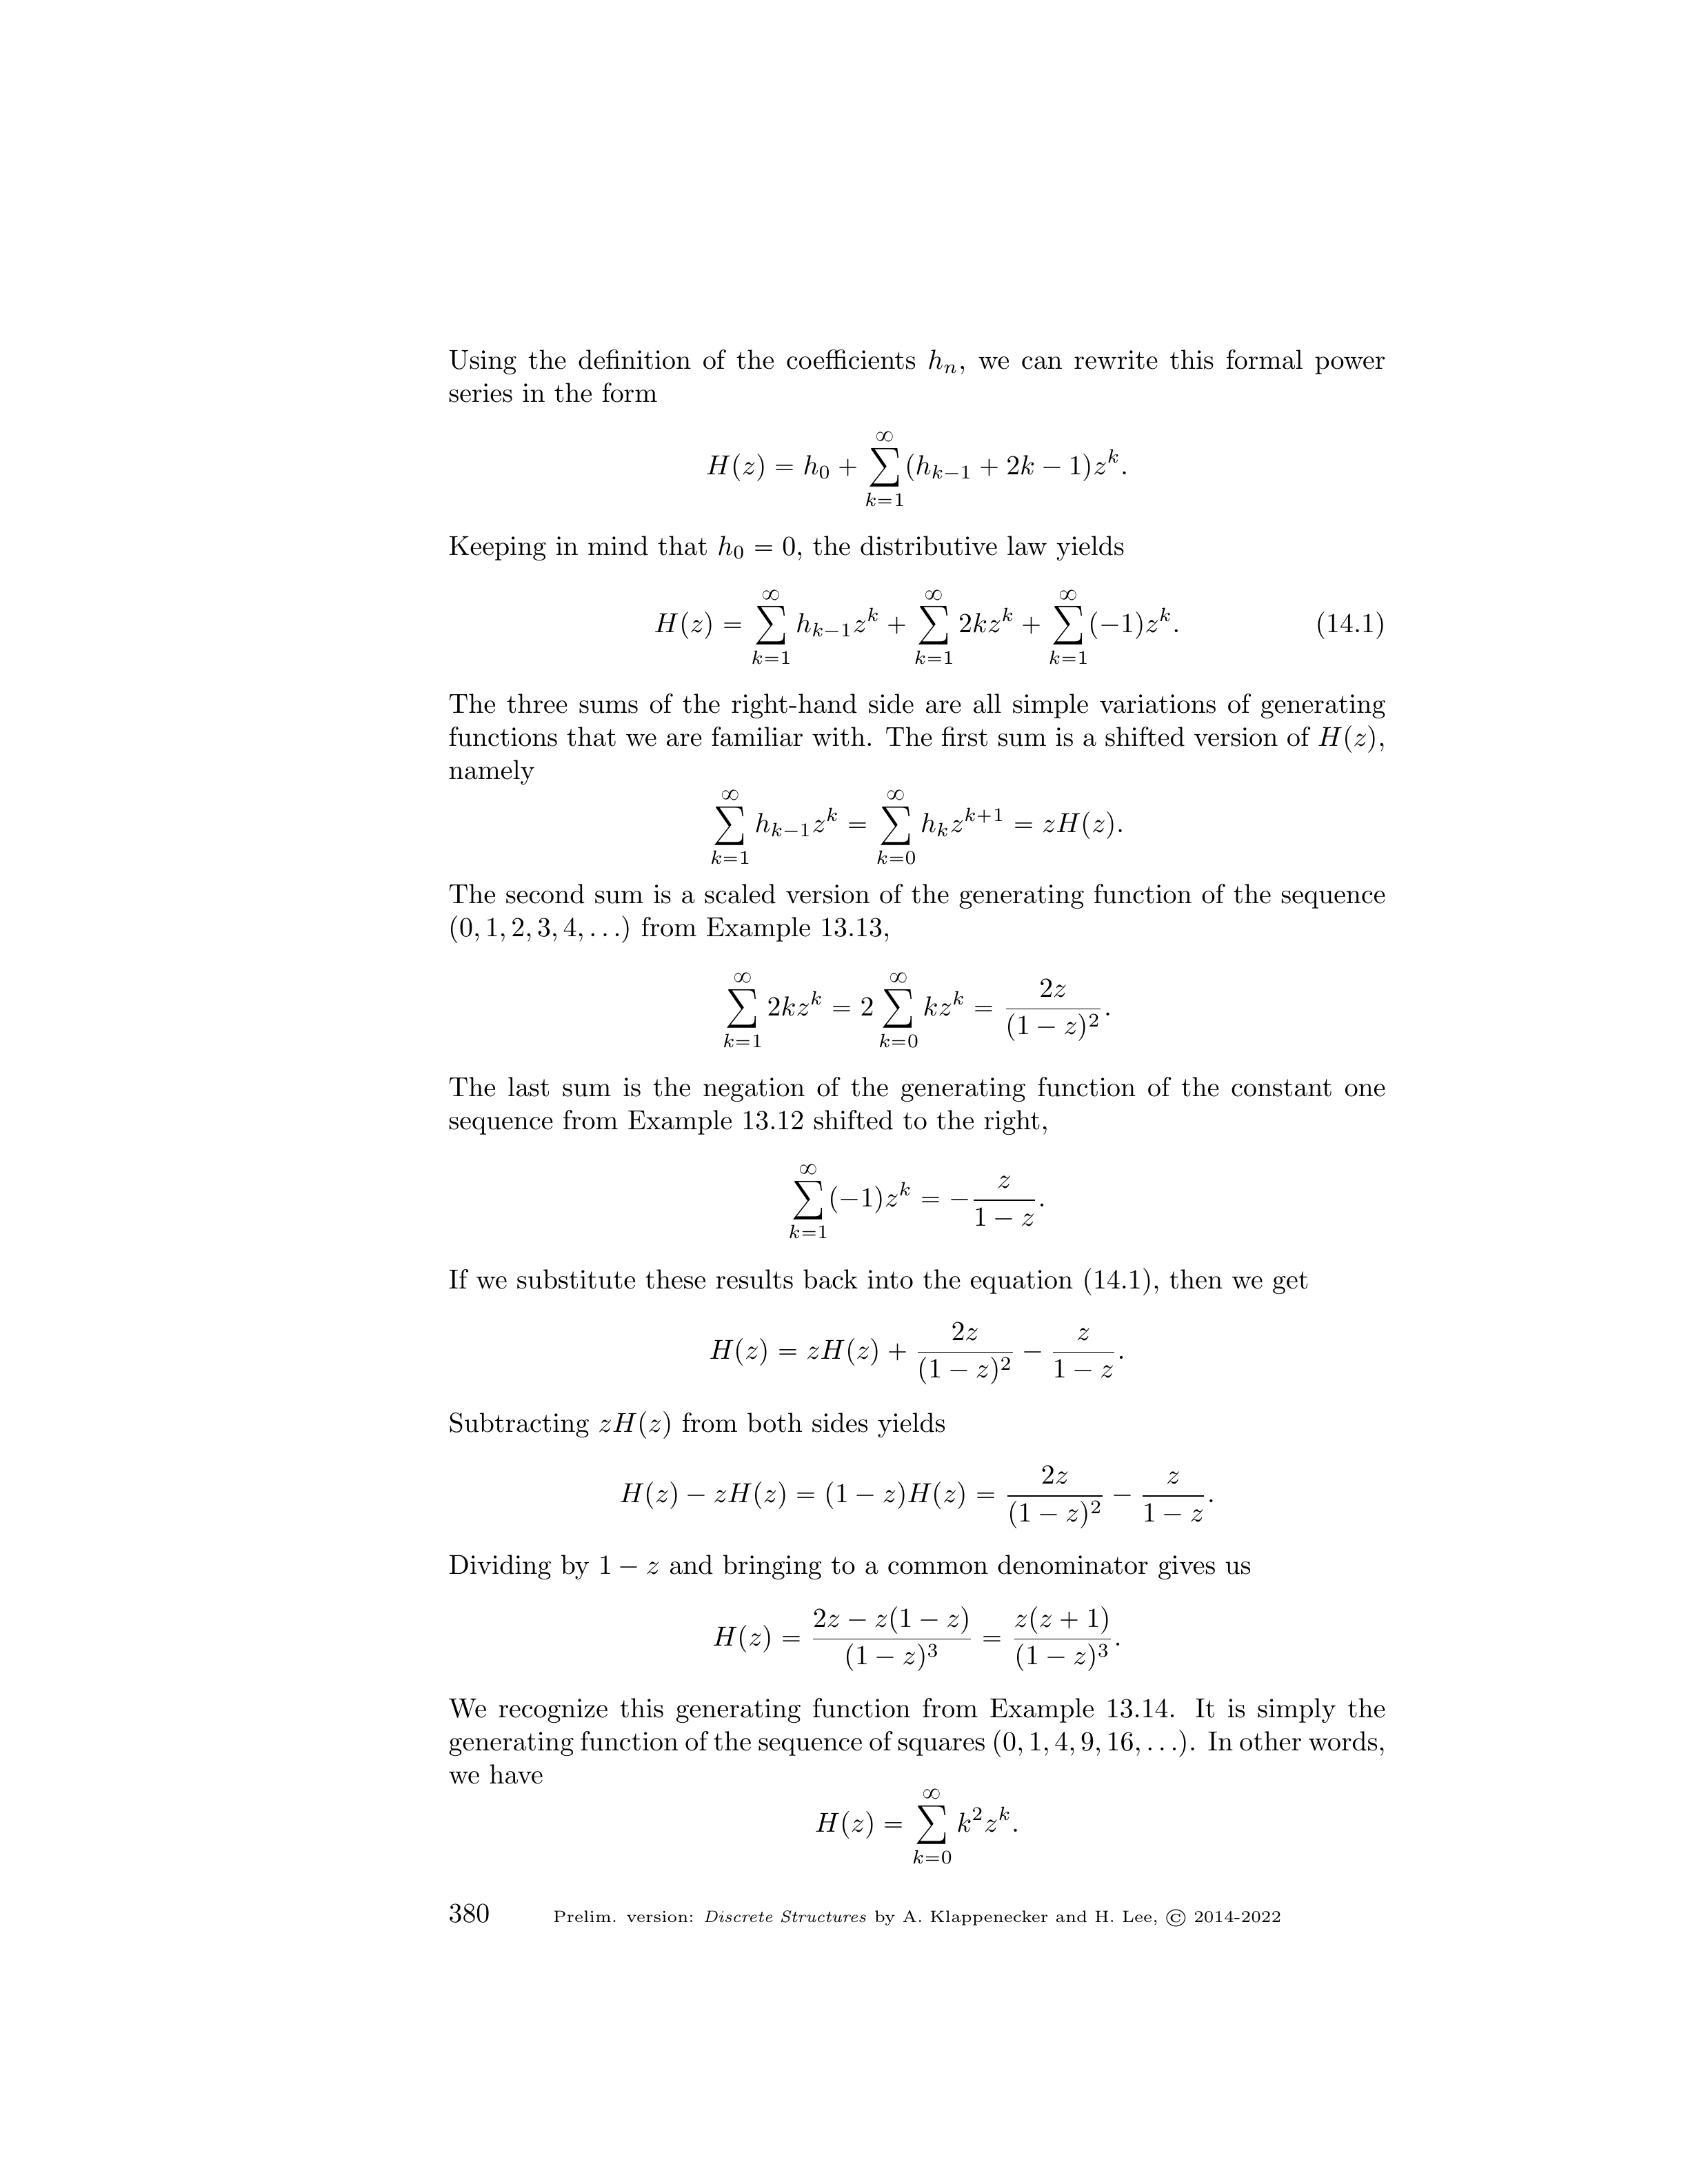 Using the definition of the coefficients $h_n$, we can rewrite this formal power
series in the form
$$H(z) = h_0 + \sum_{k=1}^{\infty} (h_{k-1} + 2k - 1)z^k.$$
Keeping in mind that $h_0 = 0$, the distributive law yields
$$H(z) = \sum_{k=1}^{\infty} h_{k-1}z^k + \sum_{k=1}^{\infty} 2kz^k + \sum_{k=1}^{\infty} (-1)z^k. \qquad (14.1)$$
The three sums of the right-hand side are all simple variations of generating
functions that we are familiar with. The first sum is a shifted version of $H(z)$,
namely
$$\sum_{k=1}^{\infty} h_{k-1}z^k = \sum_{k=0}^{\infty} h_k z^{k+1} = zH(z).$$
The second sum is a scaled version of the generating function of the sequence
$(0, 1, 2, 3, 4, \ldots)$ from Example 13.13,
$$\sum_{k=1}^{\infty} 2kz^k = 2\sum_{k=0}^{\infty} kz^k = \frac{2z}{(1-z)^2}.$$
The last sum is the negation of the generating function of the constant one
sequence from Example 13.12 shifted to the right,
$$\sum_{k=1}^{\infty} (-1)z^k = -\frac{z}{1-z}.$$
If we substitute these results back into the equation (14.1), then we get
$$H(z) = zH(z) + \frac{2z}{(1-z)^2} - \frac{z}{1-z}.$$
Subtracting $zH(z)$ from both sides yields
$$H(z) - zH(z) = (1-z)H(z) = \frac{2z}{(1-z)^2} - \frac{z}{1-z}.$$
Dividing by $1 - z$ and bringing to a common denominator gives us
$$H(z) = \frac{2z - z(1-z)}{(1-z)^3} = \frac{z(z+1)}{(1-z)^3}.$$
We recognize this generating function from Example 13.14. It is simply the
generating function of the sequence of squares $(0, 1, 4, 9, 16, \ldots)$. In other words,
we have
$$H(z) = \sum_{k=0}^{\infty} k^2 z^k.$$
380 Prelim. version: Discrete Structures by A. Klappenecker and H. Lee, © 2014-2022